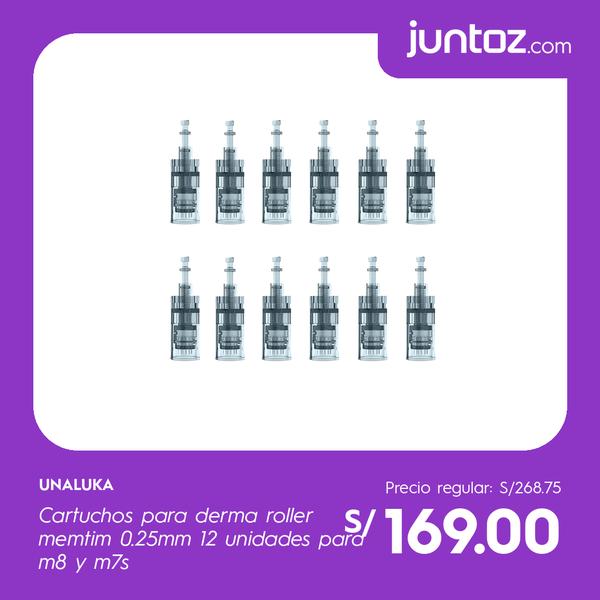 juntoz.com
UNALUKA
Cartuchos para derma roller
memtim 0.25mm 12 unidades para
m8 y m7s
Precio regular: S/268.75
S/169.00